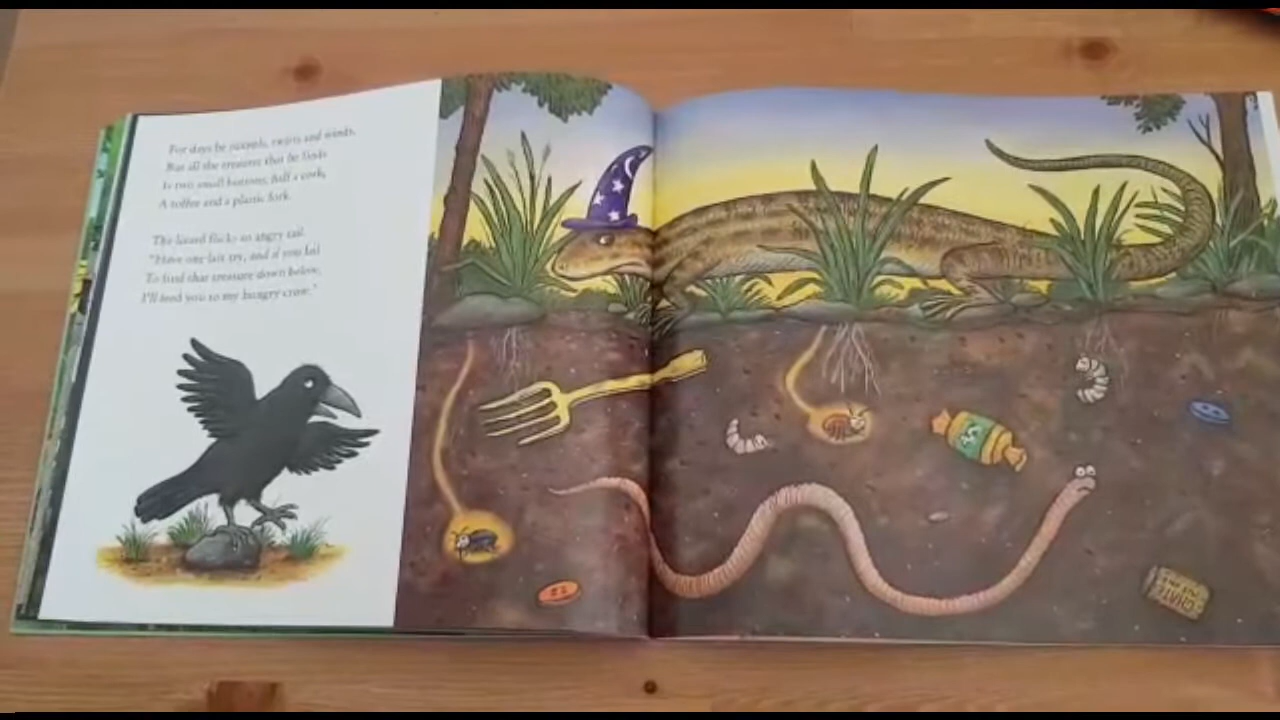 For days he squirls, twirls and winds,
But all the treasure that he finds
Is two small buttons, half a cork,
A toffee and a plastic fork.
The lizard flicks an angry tail.
"Have one last try, and if you fail
To find that treasure down below,
I'll feed you to my hungry crow."